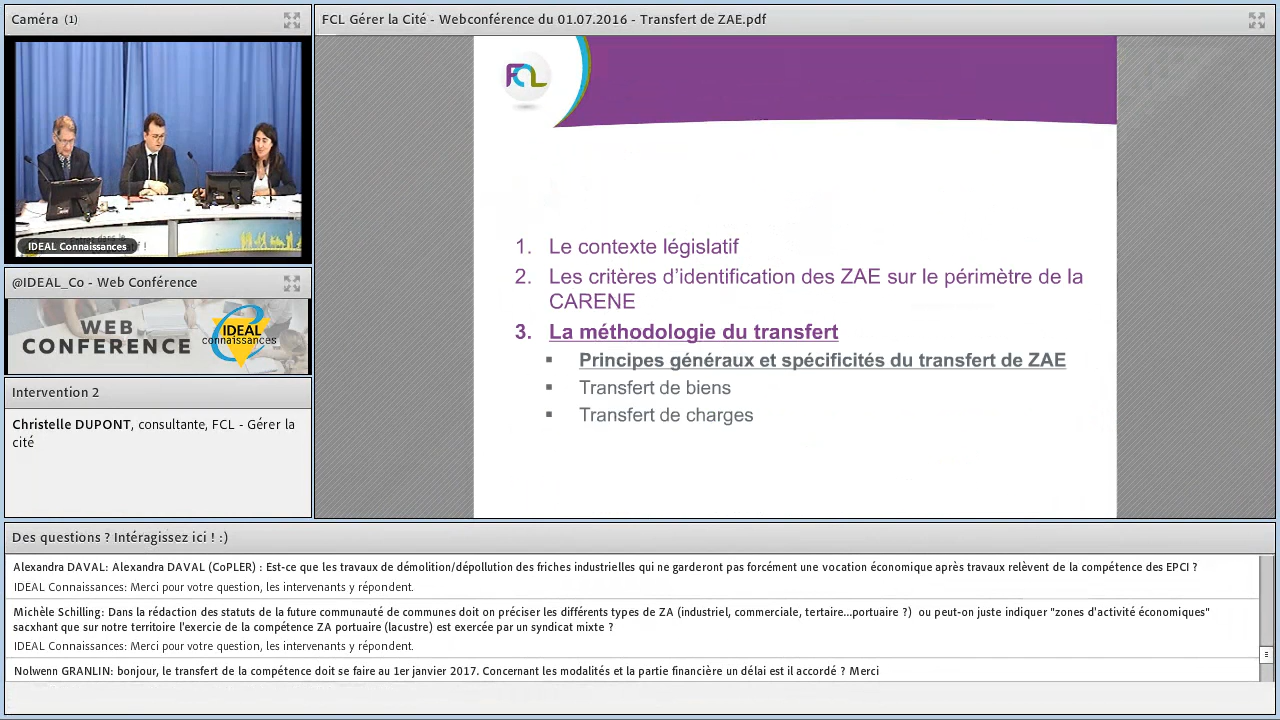 Caméra (1)
IDEAL Connaissances
@IDEAL_Co - Web Conférence
WEB
CONFERENCE
IDEAL
connaissances
Intervention 2
Christelle DUPONT, consultante, FCL - Gérer la
cité
FCL Gérer la Cité - Webconférence du 01.07.2016 - Transfert de ZAE.pdf
FCL
1. Le contexte législatif
2. Les critères d'identification des ZAE sur le périmètre de la
CARENE
3. La méthodologie du transfert
▪ Principes généraux et spécificités du transfert de ZAE
▪ Transfert de biens
▪ Transfert de charges
Des questions ? Intéragissez ici ! :)
Alexandra DAVAL: Alexandra DAVAL (CoPLER) : Est-ce que les travaux de démolition/dépollution des friches industrielles qui ne garderont pas forcément une vocation économique après travaux relèvent de la compétence des EPCI ?
IDEAL Connaissances: Merci pour votre question, les intervenants y répondent.
Michèle Schilling: Dans la rédaction des statuts de la future communauté de communes doit on préciser les différents types de ZA (industriel, commerciale, tertaire...portuaire ?) ou peut-on juste indiquer "zones d'activité économiques"
sacxhant que sur notre territoire l'exercie de la compétence ZA portuaire (lacustre) est exercée par un syndicat mixte ?
IDEAL Connaissances: Merci pour votre question, les intervenants y répondent.
Nolwenn GRANLIN: bonjour, le transfert de la compétence doit se faire au 1er janvier 2017. Concernant les modalités et la partie financière un délai est il accordé ? Merci